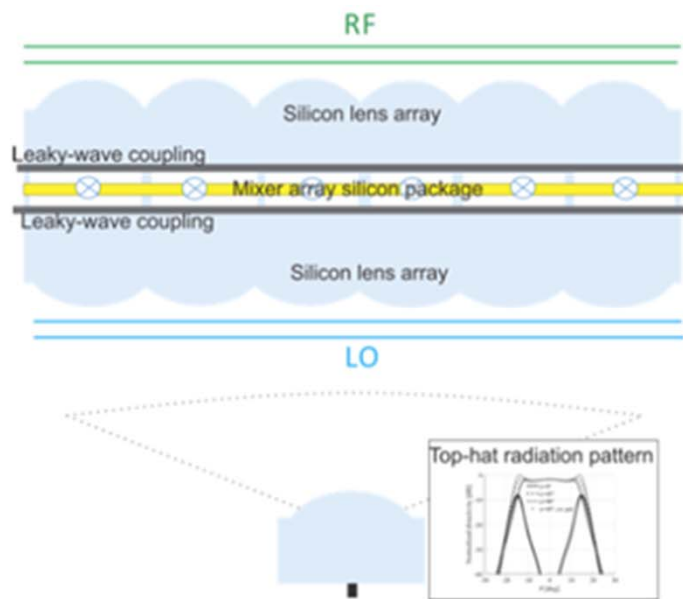 RF
Silicon lens array
Leaky-wave coupling
Mixer array silicon package
Leaky-wave coupling
Silicon lens array
LO
Top-hat radiation pattern